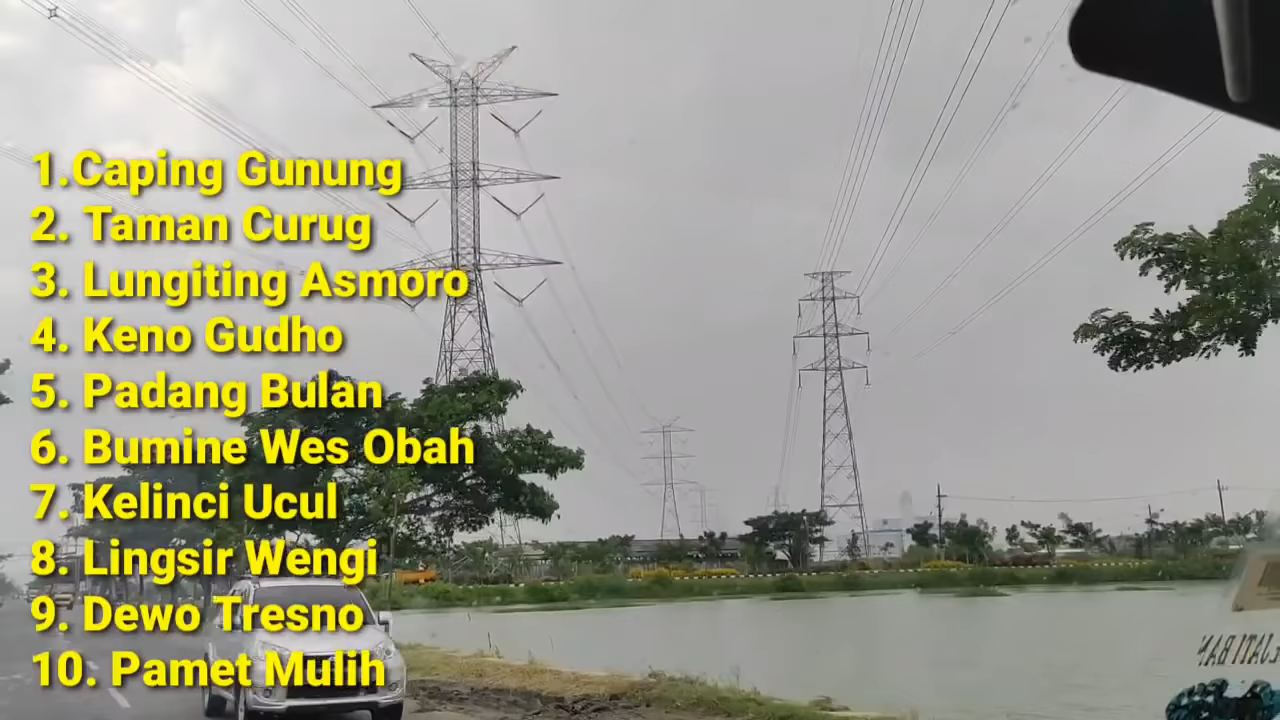 1.Caping Gunung
2. Taman Curug
3. Lungiting Asmoro
4. Keno Gudho
5. Padang Bulan
6. Bumine Wes Obah
7. Kelinci Ucul
8. Lingsir Wengi
9. Dewo Tresno
10. Pamet Mulih